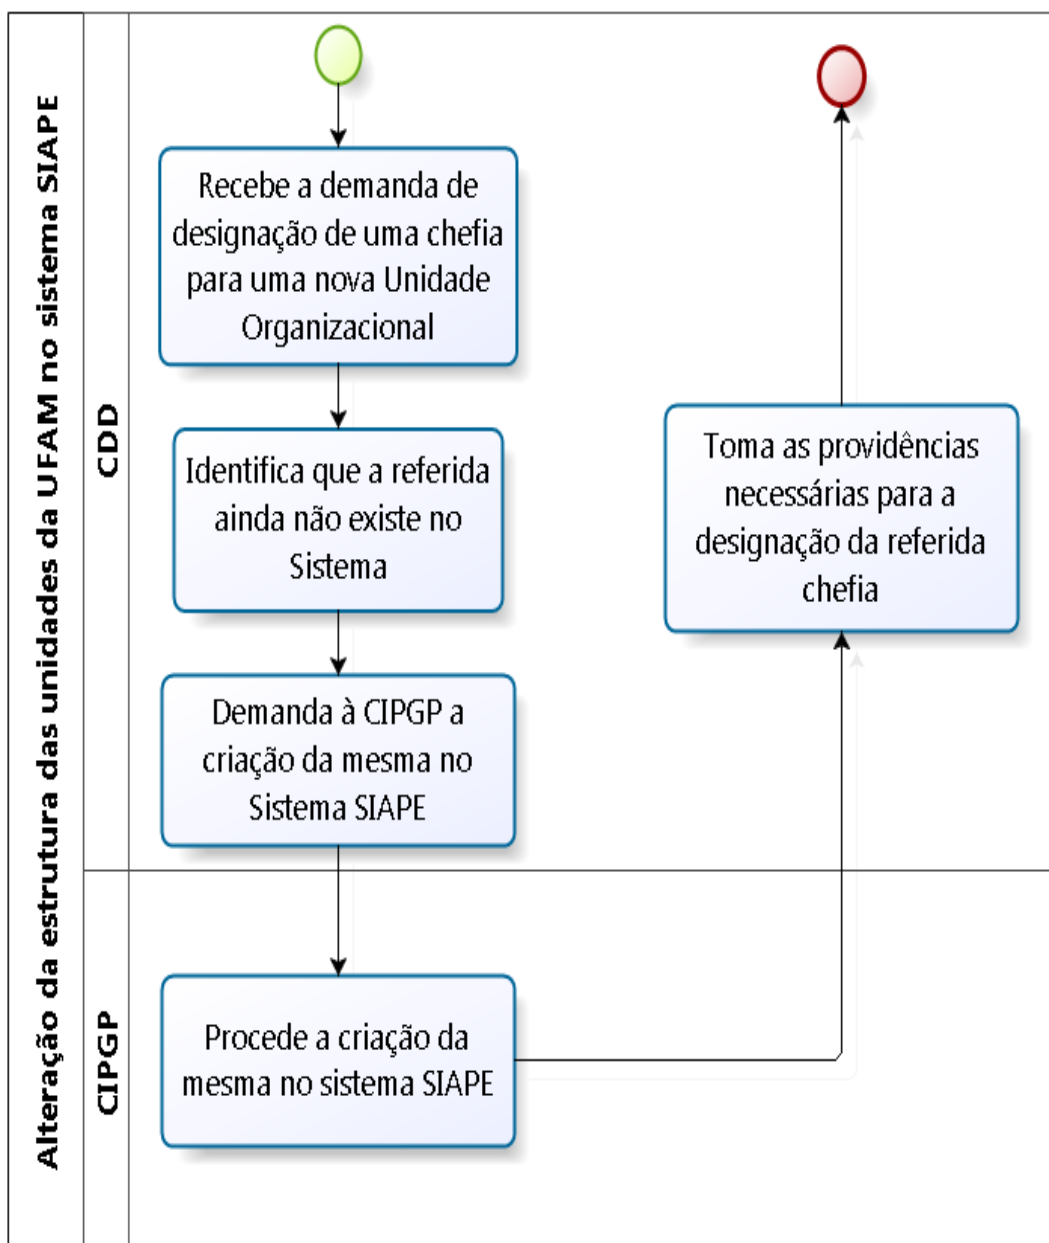 Alteração da estrutura das unidades da UFAM no sistema SIAPE
CDD
Recebe a demanda de
designação de uma chefia
para uma nova Unidade
Organizacional
Identifica que a referida
ainda não existe no
Sistema
Demanda à CIPGP a
criação da mesma no
Sistema SIAPE
Toma as providências
necessárias para a
designação da referida
chefia
CIPGP
Procede a criação da
mesma no sistema SIAPE